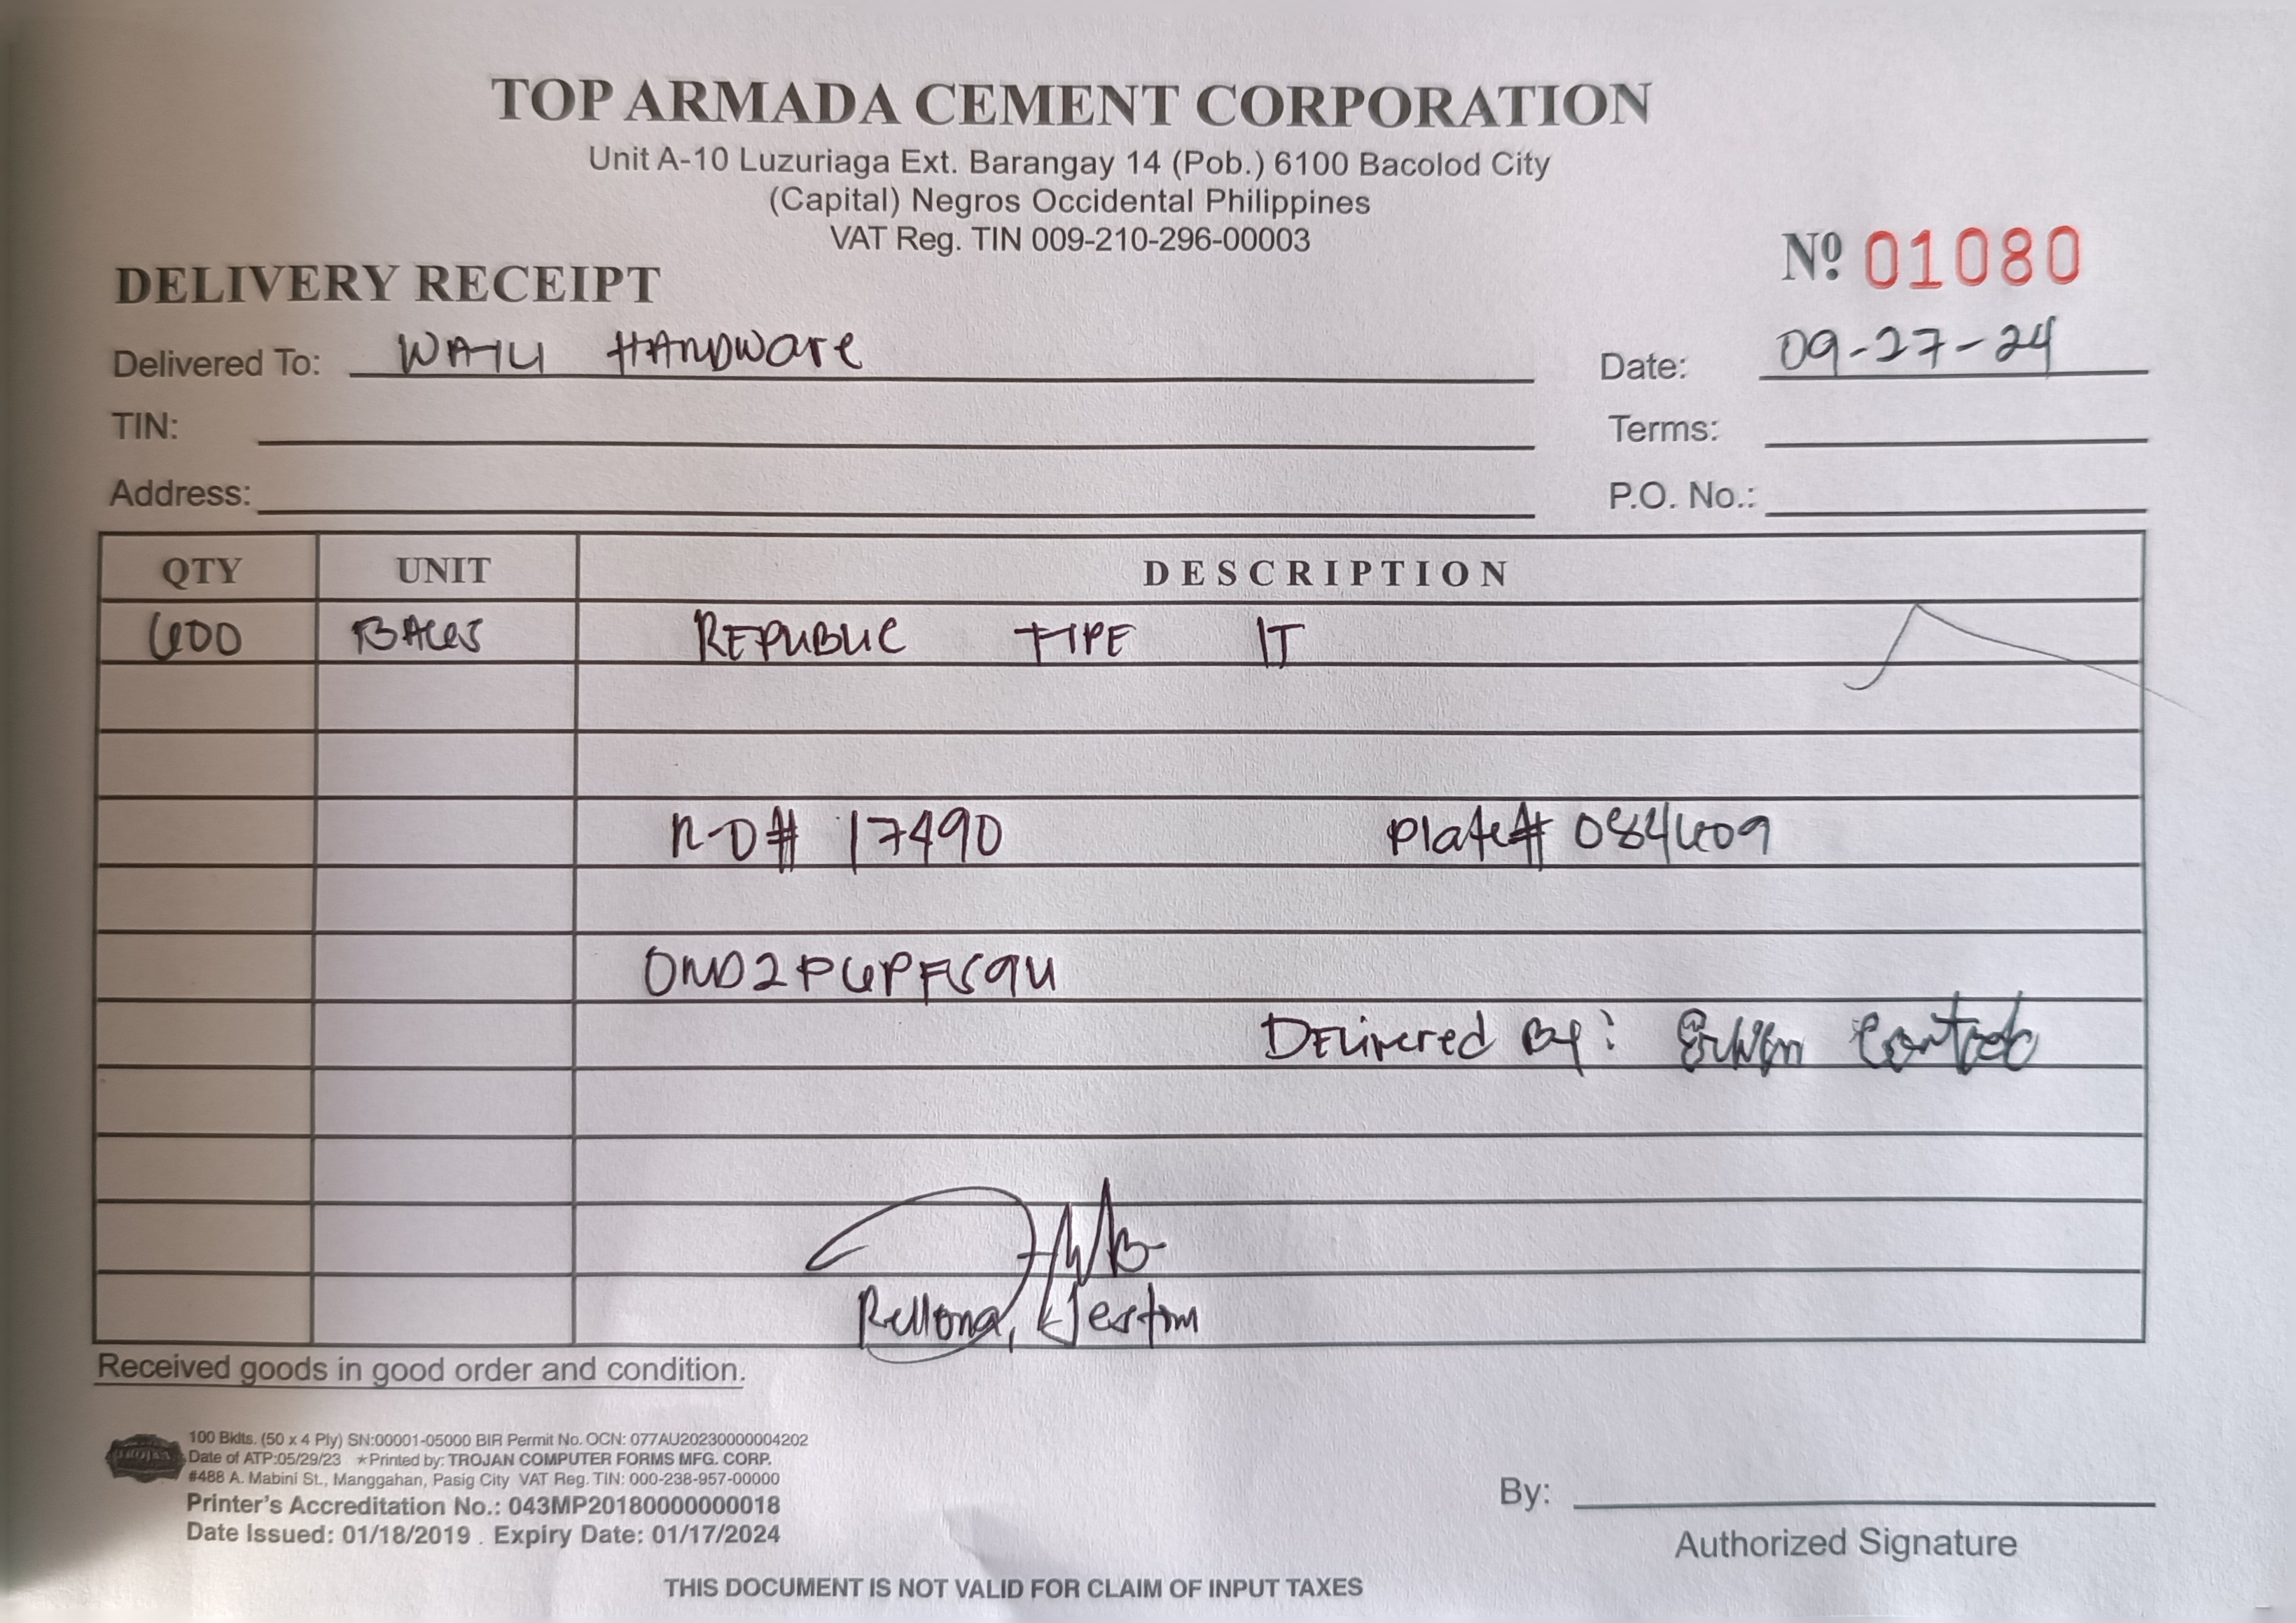 TOP ARMADA CEMENT CORPORATION
Unit A-10 Luzuriaga Ext. Barangay 14 (Pob.) 6100 Bacolod City
(Capital) Negros Occidental Philippines
VAT Reg. TIN 009-210-296-00003
Nº 01080
DELIVERY RECEIPT
Delivered To: Hardware Date: 09-27-24
TIN: Terms:
Address: P.O. No.:
QTY UNIT DESCRIPTION
600 REPUBLIC TYPE
# 17490 Plate# 084609
Delivered By: Erwin
Rellona,
Received goods in good order and condition.
100 Bklts. (50 x 4 Ply) SN:00001-05000 BIR Permit No. OCN: 077AU20230000004202
Date of ATP:05/29/23 ★Printed by: TROJAN COMPUTER FORMS MFG. CORP.
#488 A. Mabini St., Manggahan, Pasig City VAT Reg. TIN: 000-238-957-00000
Printer's Accreditation No.: 043MP20180000000018
Date Issued: 01/18/2019 . Expiry Date: 01/17/2024
By:
Authorized Signature
THIS DOCUMENT IS NOT VALID FOR CLAIM OF INPUT TAXES